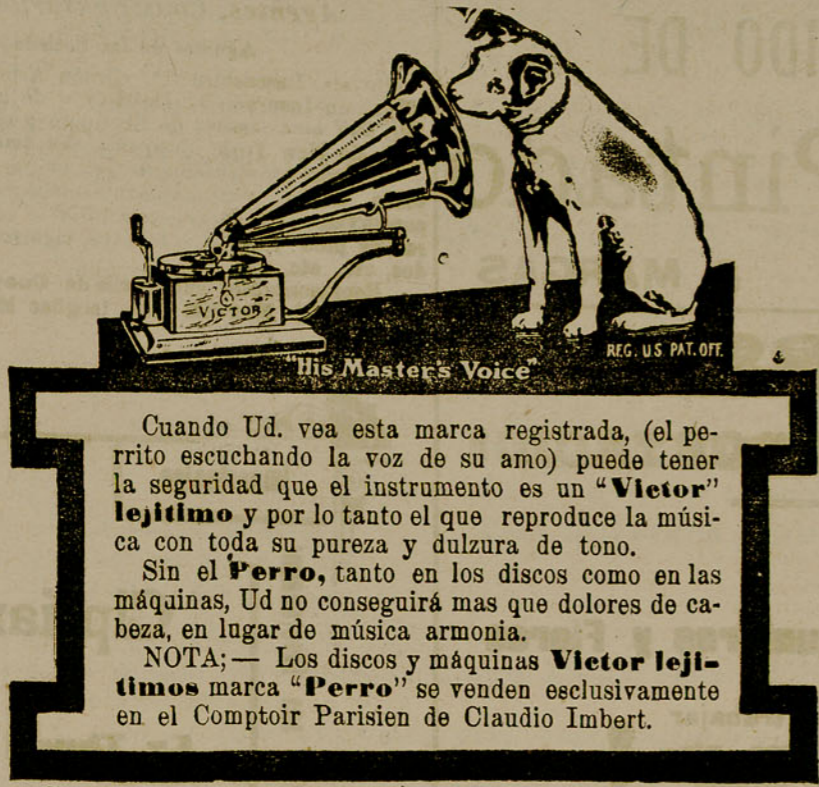 VICTOR
"His Master's Voice"
REG. U.S. PAT. OFF.
Cuando Ud. vea esta marca registrada, (el pe-
rrito escuchando la voz de su amo) puede tener
la seguridad que el instrumento es un "Victor"
lejitimo y por lo tanto el que reproduce la músi-
ca con toda su pureza y dulzura de tono.
Sin el Perro, tanto en los discos como en las
máquinas, Ud no conseguirá mas que dolores de ca-
beza, en lugar de música armonia.
NOTA;— Los discos y máquinas Victor leji-
timos marca "Perro" se venden esclusivamente
en el Comptoir Parisien de Claudio Imbert.